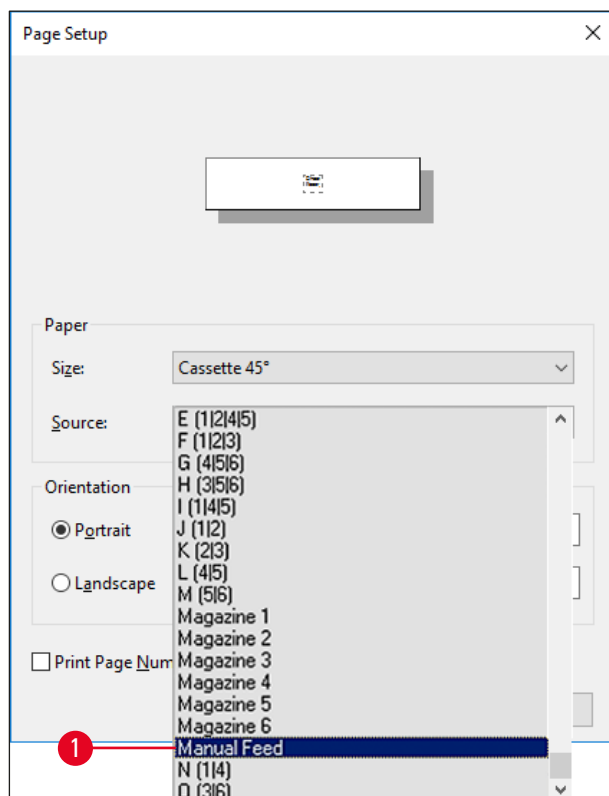 Page Setup
Paper
Size:
Cassette 45°
Source:
E (1|2|4|5)
F (1|2|3)
G (4|5|6)
H (3|5|6)
I (1|4|5)
Orientation
J (1|2)
Portrait
K (2|3)
L (4|5)
Landscape
M (5|6)
Magazine 1
Magazine 2
Print Page Num
Magazine 3
Magazine 4
Magazine 5
Magazine 6
1
Manual Feed
N (1|4)
O (3|6)